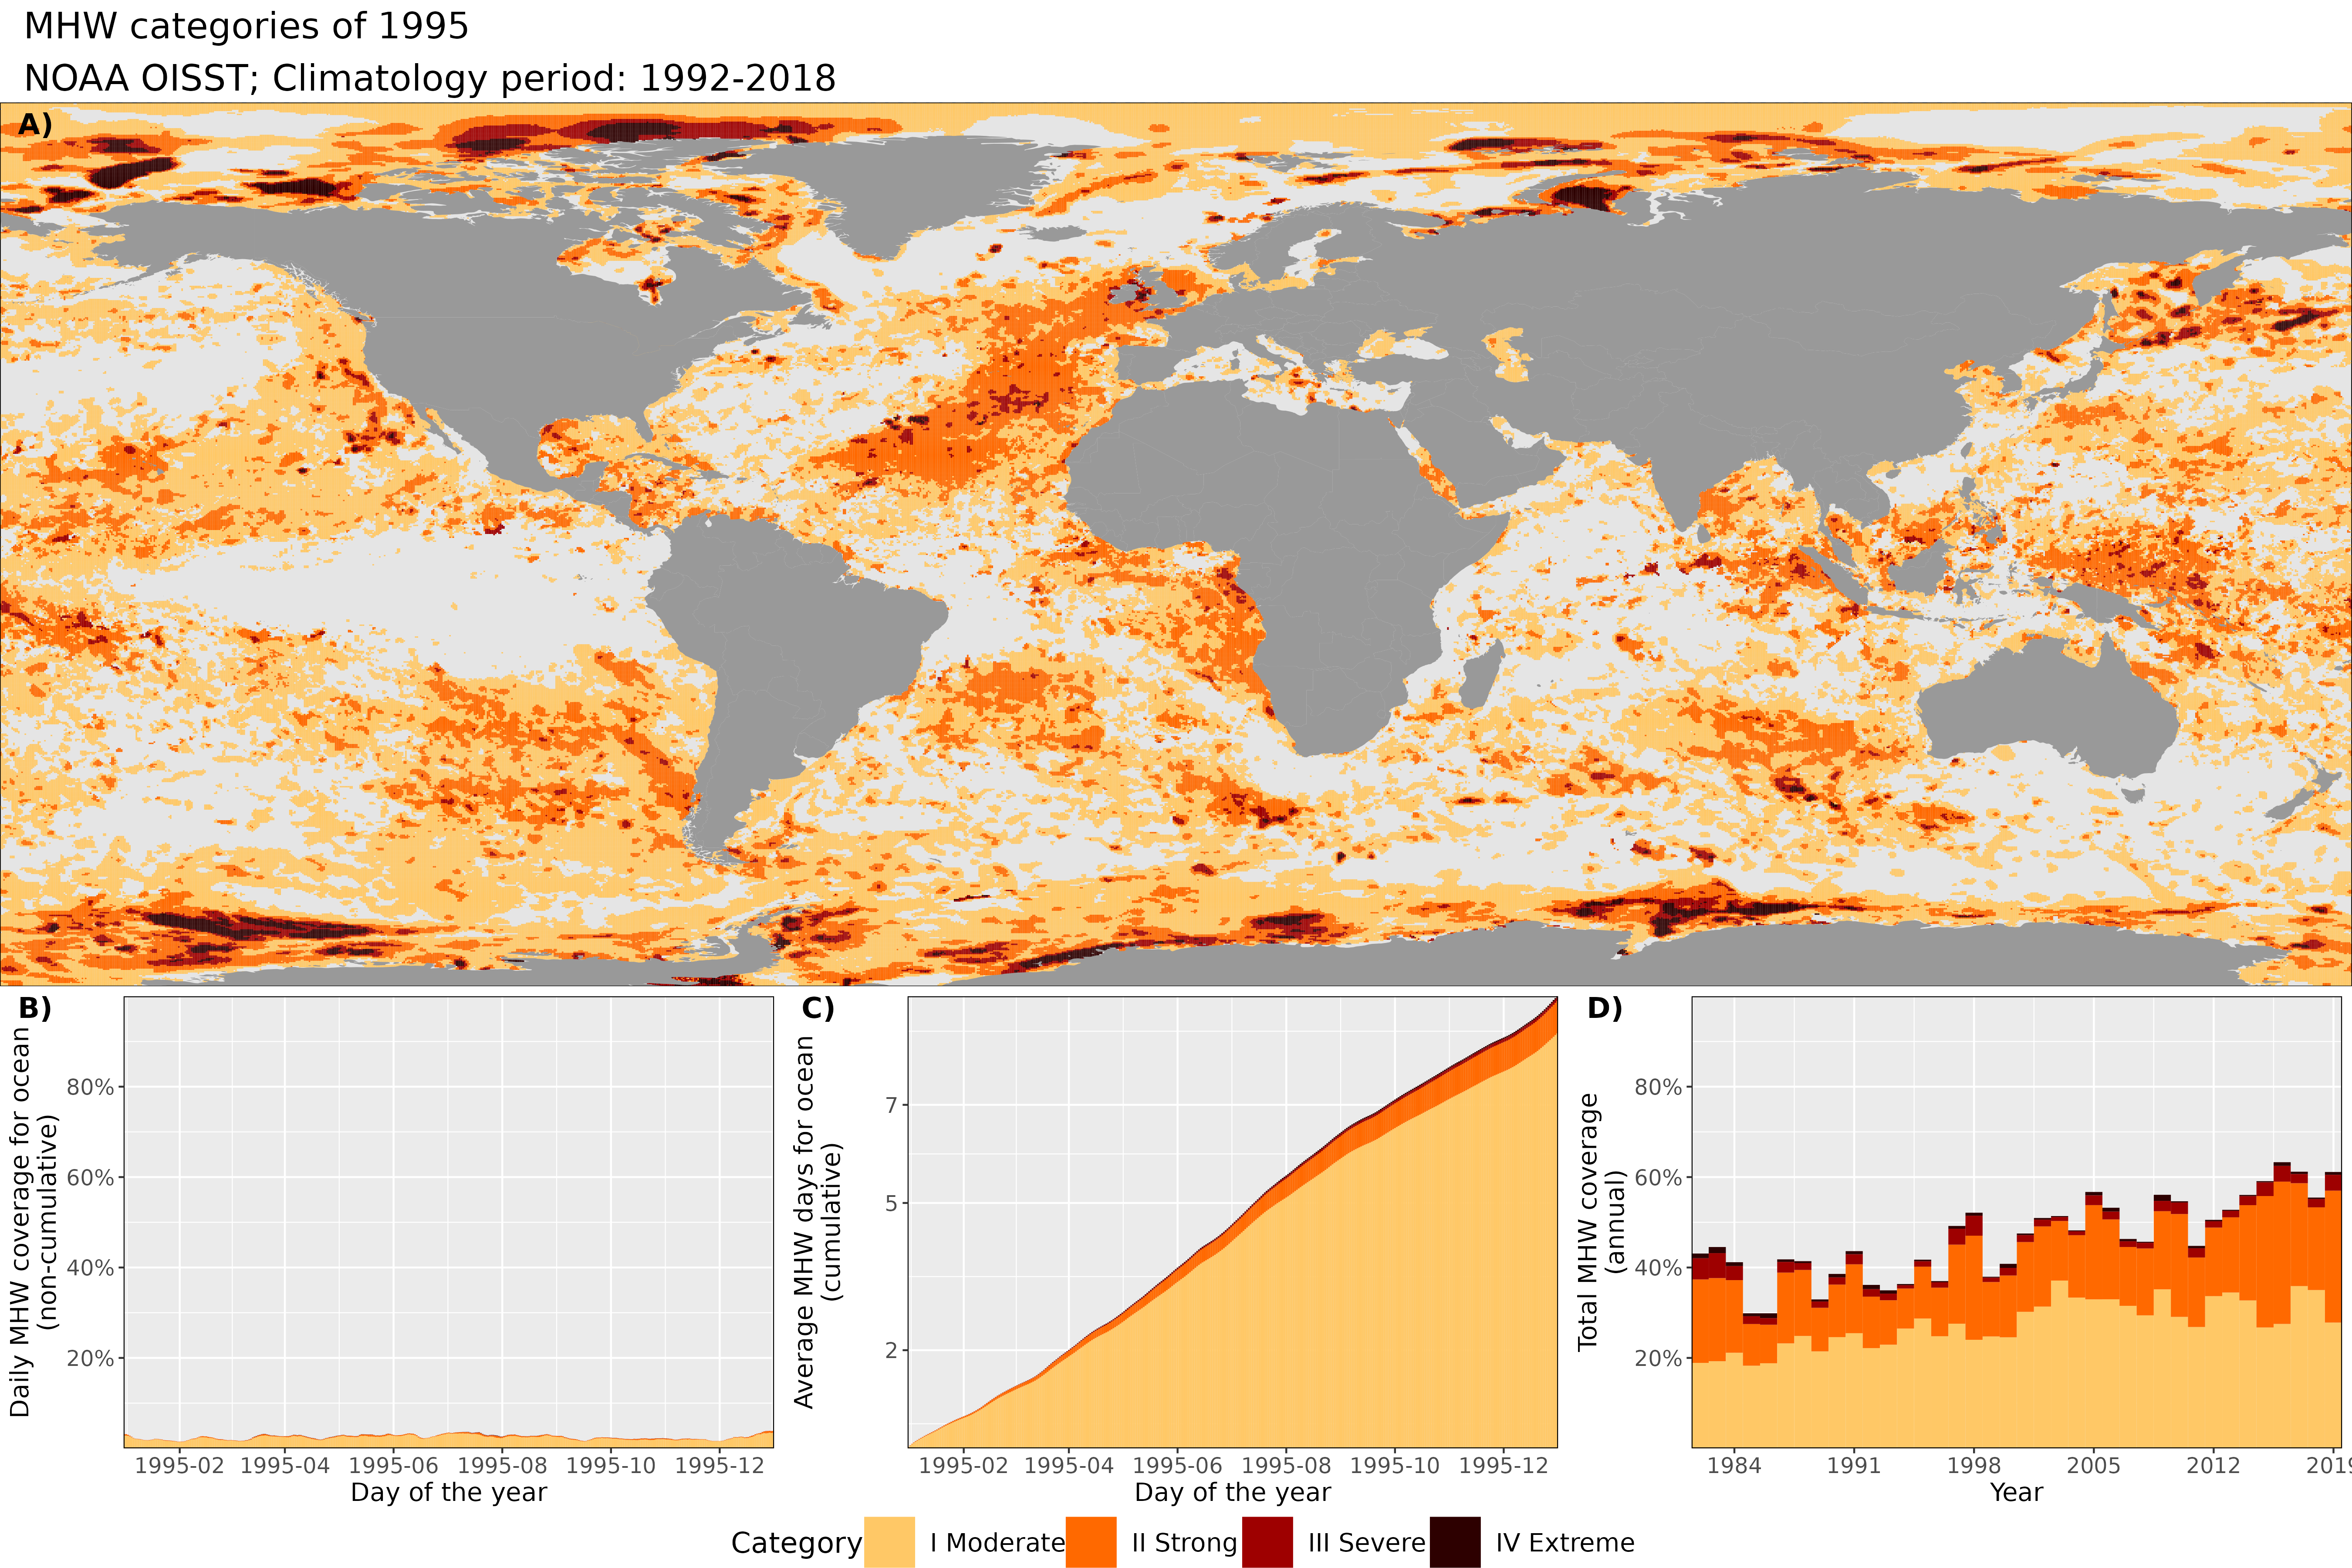 MHW categories of 1995
NOAA OISST; Climatology period: 1992-2018
A)
B)
Daily MHW coverage for ocean
(non-cumulative)
80%
60%
40%
20%
1995-02 1995-04 1995-06 1995-08 1995-10 1995-12
Day of the year
C)
Average MHW days for ocean
(cumulative)
7
5
2
1995-02 1995-04 1995-06 1995-08 1995-10 1995-12
Day of the year
D)
Total MHW coverage
(annual)
80%
60%
40%
20%
1984 1991 1998 2005 2012 2019
Year
Category I Moderate II Strong III Severe IV Extreme